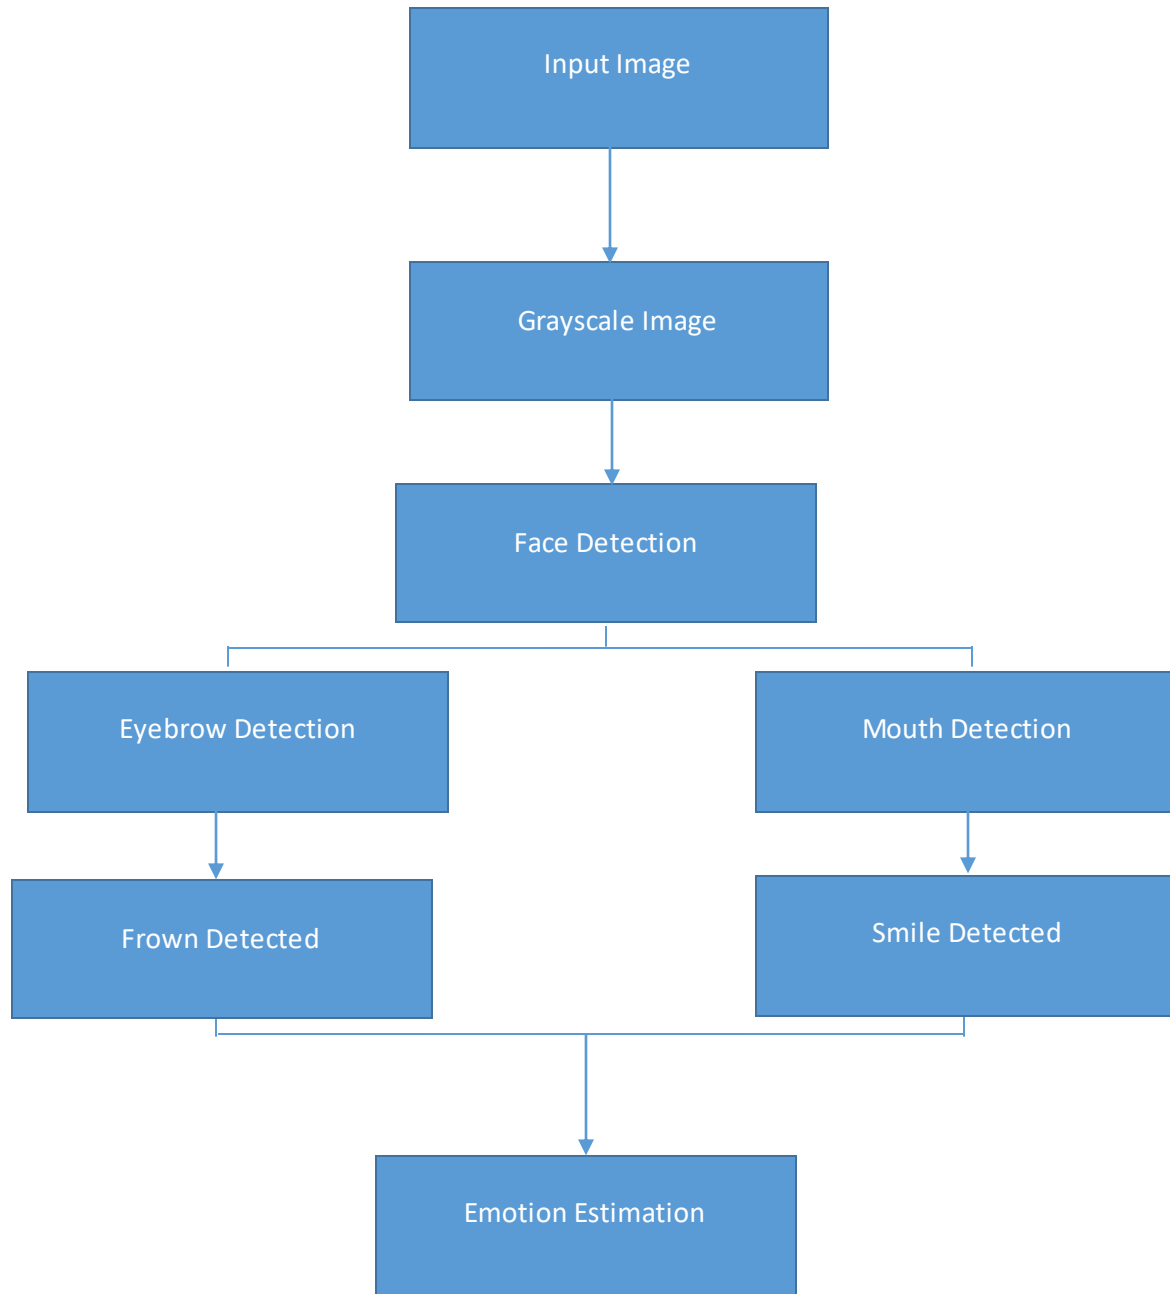 Input Image
Grayscale Image
Face Detection
Eyebrow Detection
Mouth Detection
Frown Detected
Smile Detected
Emotion Estimation